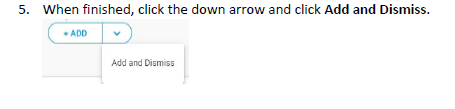 5. When finished, click the down arrow and click Add and Dismiss.
+ ADD
Add and Dismiss